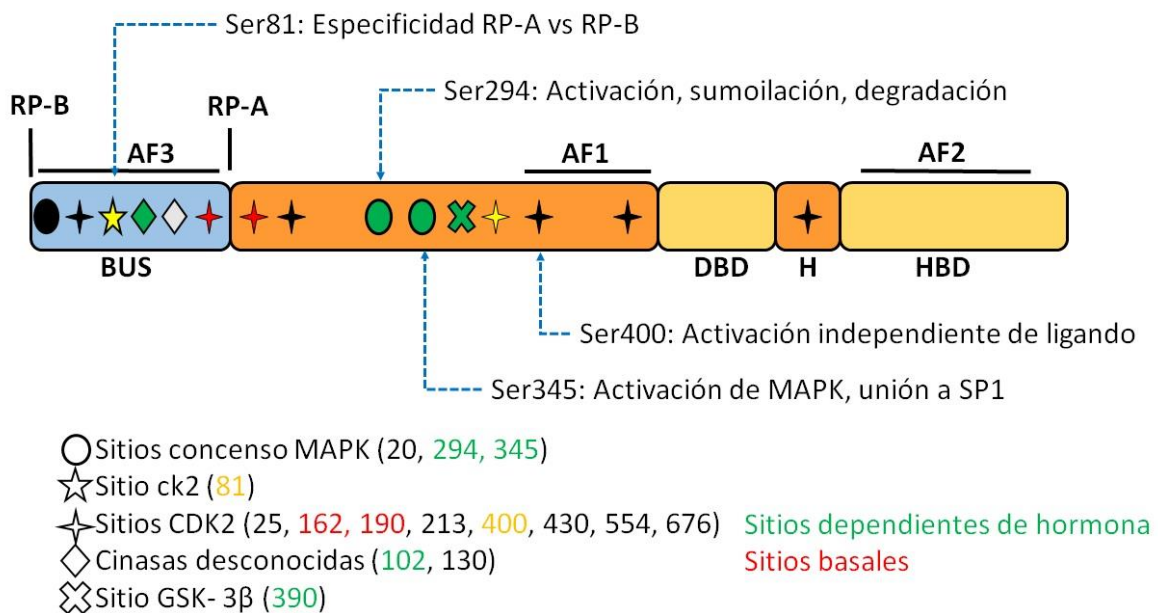 Ser81: Especificidad RP-A vs RP-B
Ser294: Activación, sumoilación, degradación
RP-B
RP-A
AF3
AF1
AF2
BUS
DBD
H
HBD
Ser400: Activación independiente de ligando
Ser345: Activación de MAPK, unión a SP1
Sitios concenso MAPK (20, 294, 345)
Sitio ck2 (81)
Sitios CDK2 (25, 162, 190, 213, 400, 430, 554, 676)
Sitios dependientes de hormona
Cinasas desconocidas (102, 130)
Sitios basales
Sitio GSK- 3β (390)